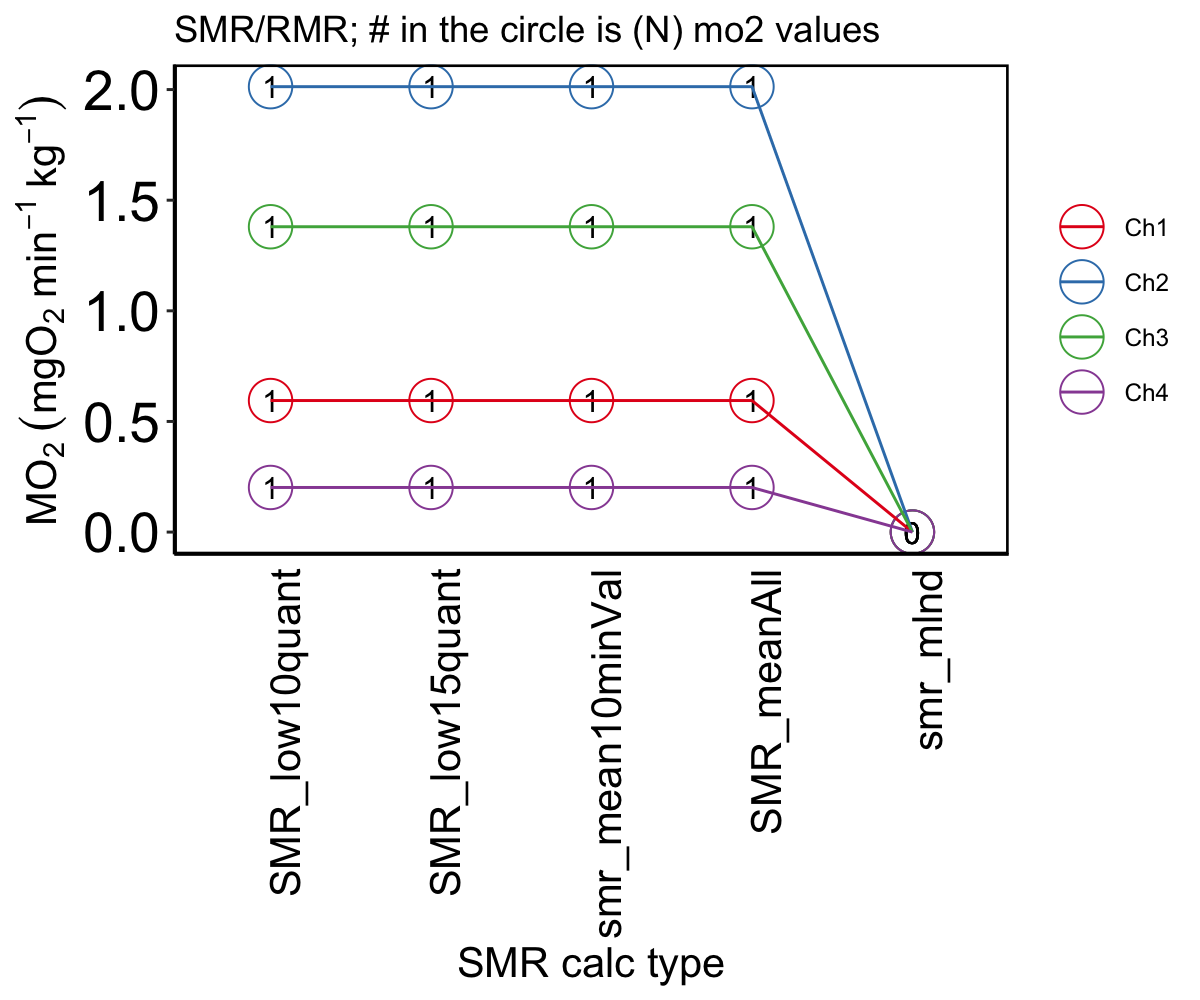 SMR/RMR; # in the circle is (N) mo2 values
MO₂ (mgO₂ min⁻¹ kg⁻¹)
2.0
1.5
1.0
0.5
0.0
1 1 1 1
1 1 1 1
1 1 1 1
1 1 1 1
0
Ch1
Ch2
Ch3
Ch4
SMR_low10quant
SMR_low15quant
smr_mean10minVal
SMR_meanAll
smr_mlnd
SMR calc type